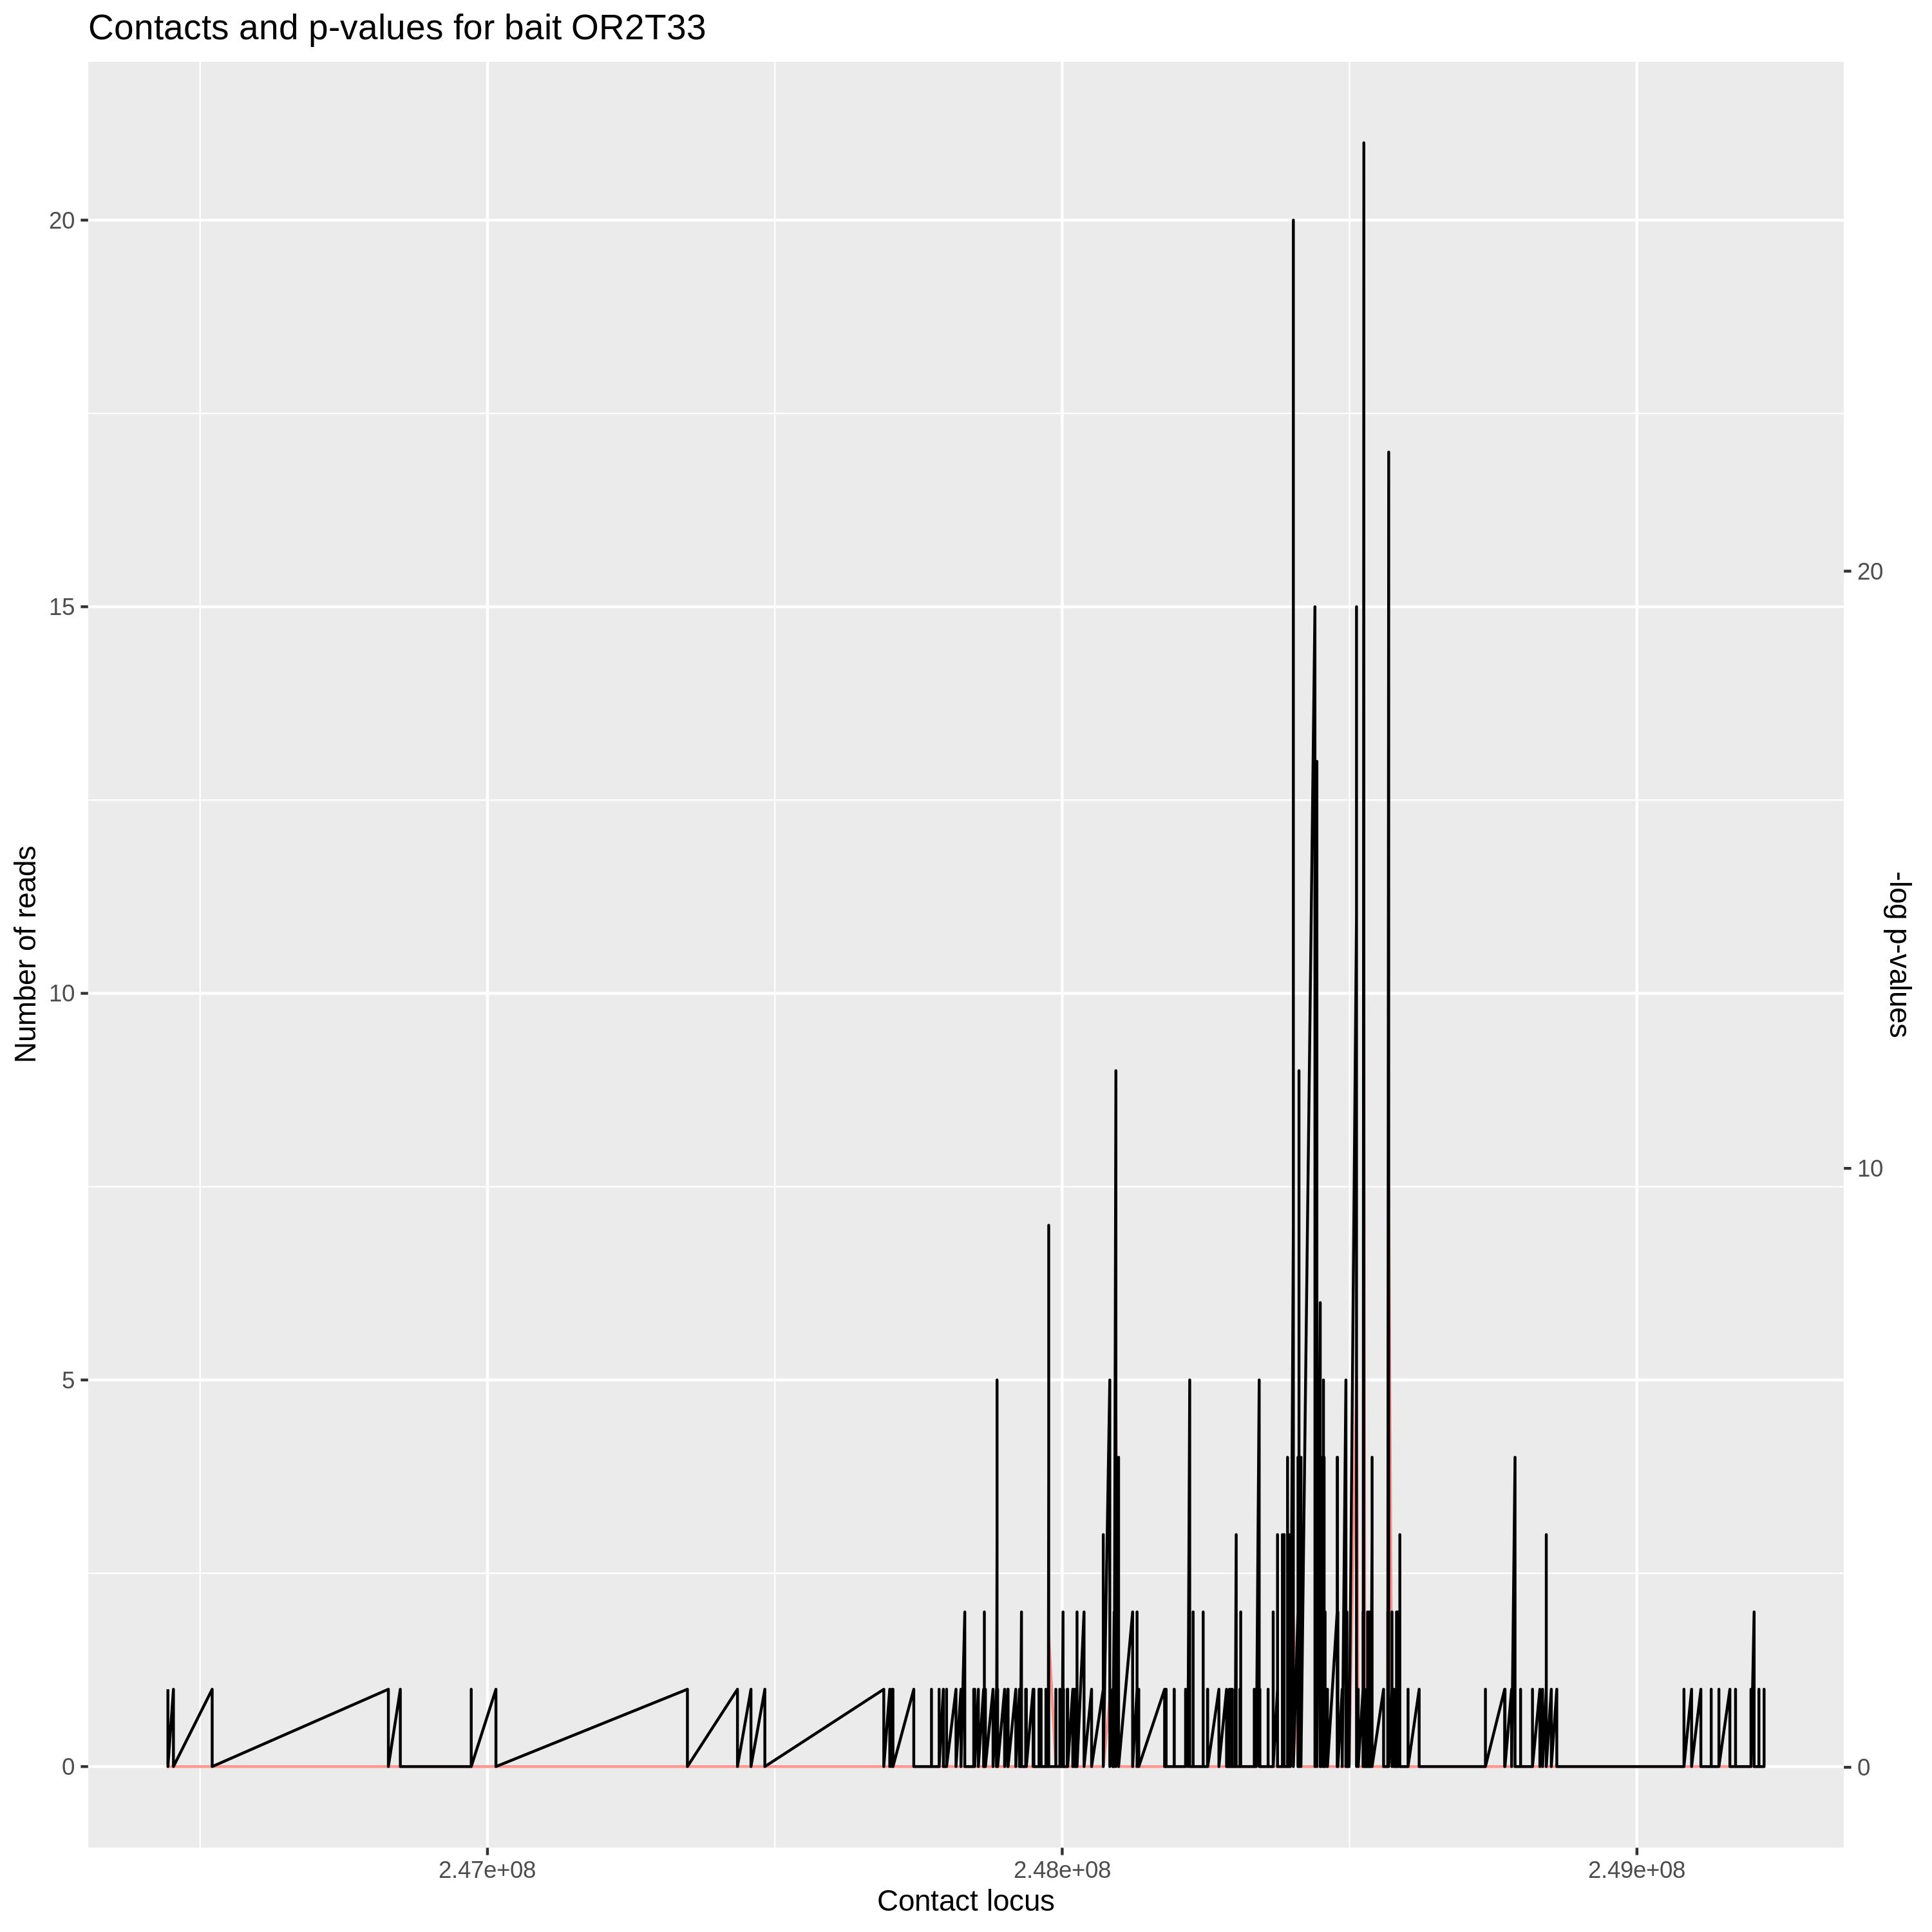 Contacts and p-values for bait OR2T33
20
15
10
5
0
Number of reads
20
10
0
-log p-values
2.47e+08 2.48e+08 2.49e+08
Contact locus